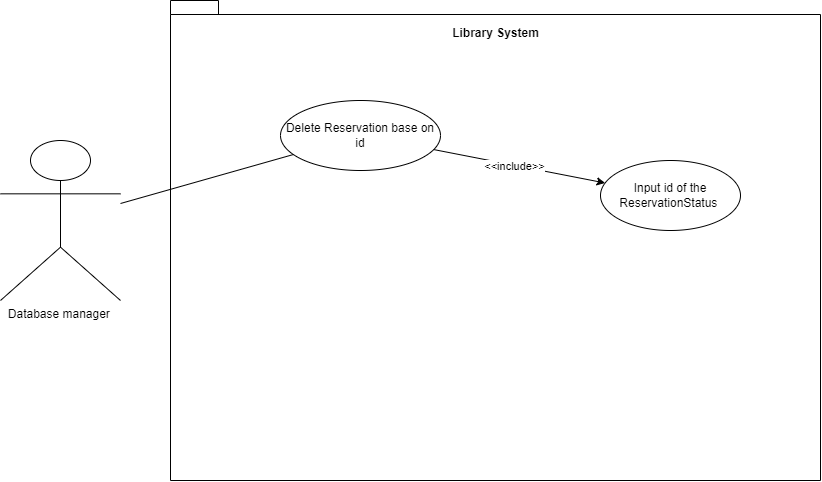 Library System
Delete Reservation base on
id
<<include>>
Input id of the
ReservationStatus
Database manager